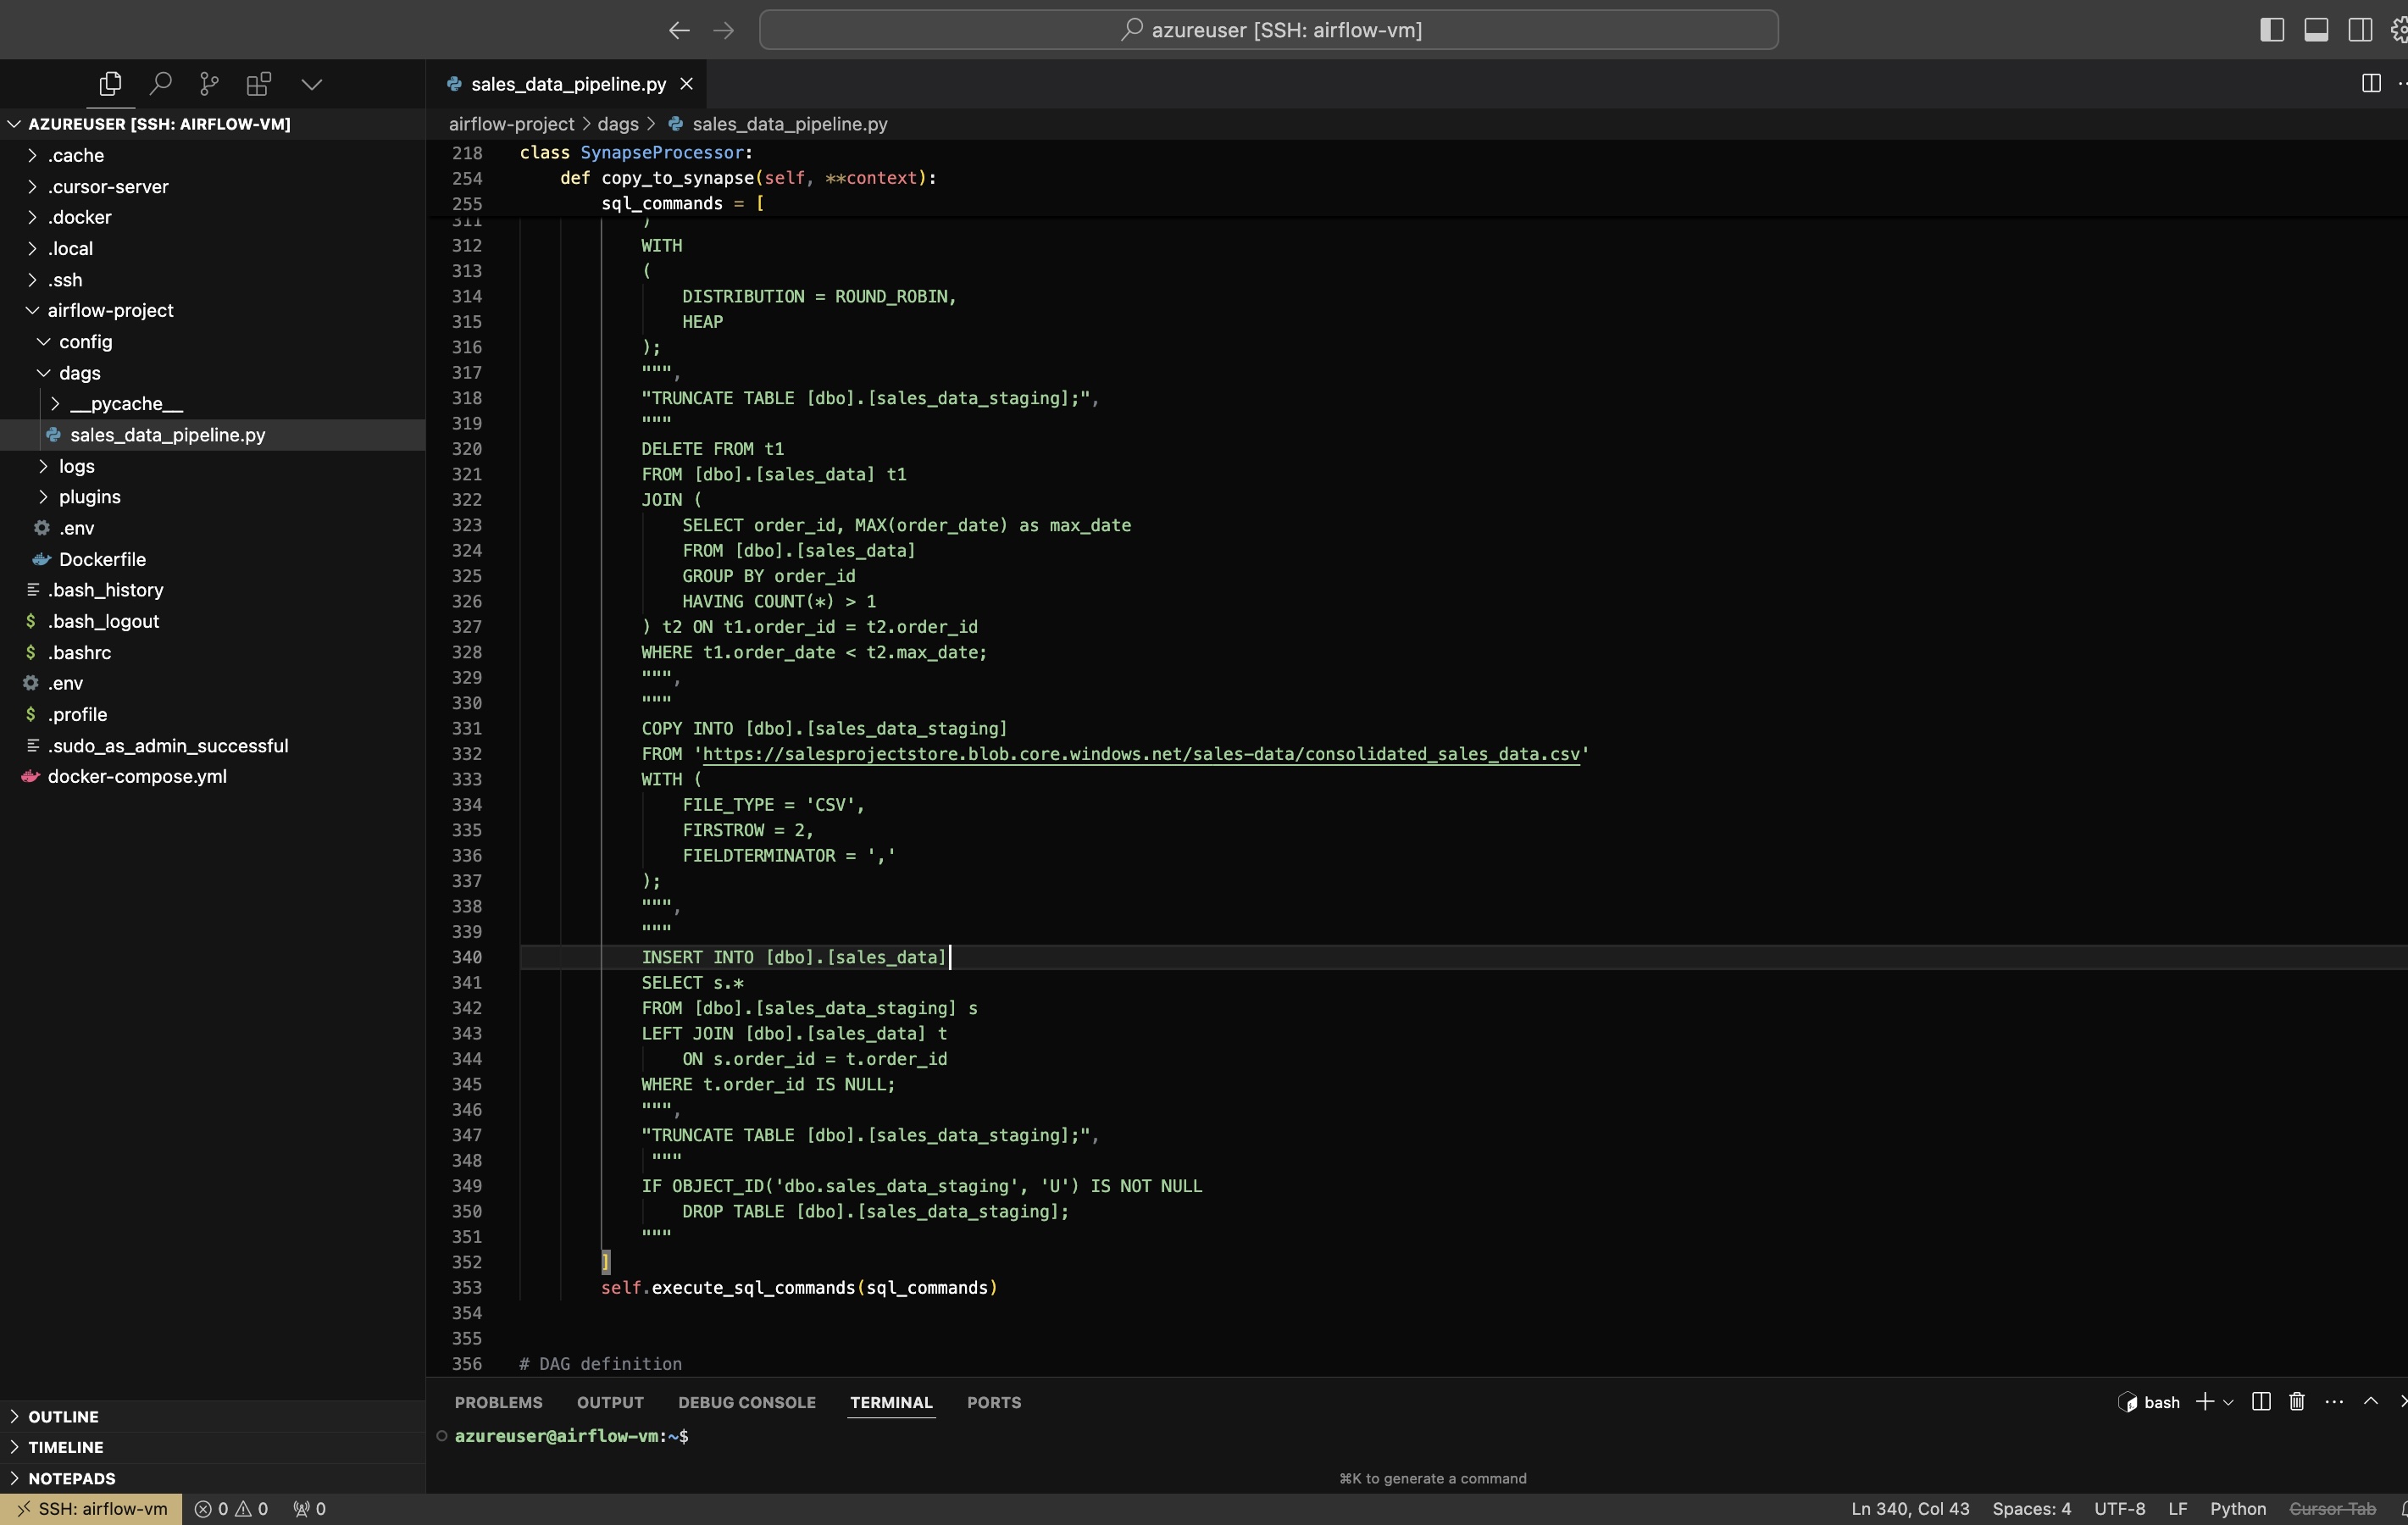 azureuser [SSH: airflow-vm]
sales_data_pipeline.py
AZUREUSER [SSH: AIRFLOW-VM]
.cache
.cursor-server
.docker
.local
.ssh
airflow-project
config
dags
__pycache__
sales_data_pipeline.py
logs
plugins
.env
Dockerfile
.bash_history
.bash_logout
.bashrc
.env
.profile
.sudo_as_admin_successful
docker-compose.yml
OUTLINE
TIMELINE
NOTEPADS
airflow-project > dags > sales_data_pipeline.py
218 class SynapseProcessor:
254     def copy_to_synapse(self, **context):
255         sql_commands = [
311             )
312             WITH
313             (
314                 DISTRIBUTION = ROUND_ROBIN,
315                 HEAP
316             );
317             """,
318             "TRUNCATE TABLE [dbo].[sales_data_staging];",
319             """
320             DELETE FROM t1
321             FROM [dbo].[sales_data] t1
322             JOIN (
323                 SELECT order_id, MAX(order_date) as max_date
324                 FROM [dbo].[sales_data]
325                 GROUP BY order_id
326                 HAVING COUNT(*) > 1
327             ) t2 ON t1.order_id = t2.order_id
328             WHERE t1.order_date < t2.max_date;
329             """,
330             """
331             COPY INTO [dbo].[sales_data_staging]
332             FROM 'https://salesprojectstore.blob.core.windows.net/sales-data/consolidated_sales_data.csv'
333             WITH (
334                 FILE_TYPE = 'CSV',
335                 FIRSTROW = 2,
336                 FIELDTERMINATOR = ','
337             );
338             """,
339             """
340             INSERT INTO [dbo].[sales_data]
341             SELECT s.*
342             FROM [dbo].[sales_data_staging] s
343             LEFT JOIN [dbo].[sales_data] t
344                 ON s.order_id = t.order_id
345             WHERE t.order_id IS NULL;
346             """,
347             "TRUNCATE TABLE [dbo].[sales_data_staging];",
348              """
349             IF OBJECT_ID('dbo.sales_data_staging', 'U') IS NOT NULL
350                 DROP TABLE [dbo].[sales_data_staging];
351             """
352         ]
353         self.execute_sql_commands(sql_commands)
354
355
356 # DAG definition
PROBLEMS OUTPUT DEBUG CONSOLE TERMINAL PORTS
bash
azureuser@airflow-vm:~$
⌘K to generate a command
SSH: airflow-vm 0 0 0 Ln 340, Col 43 Spaces: 4 UTF-8 LF Python Cursor Tab